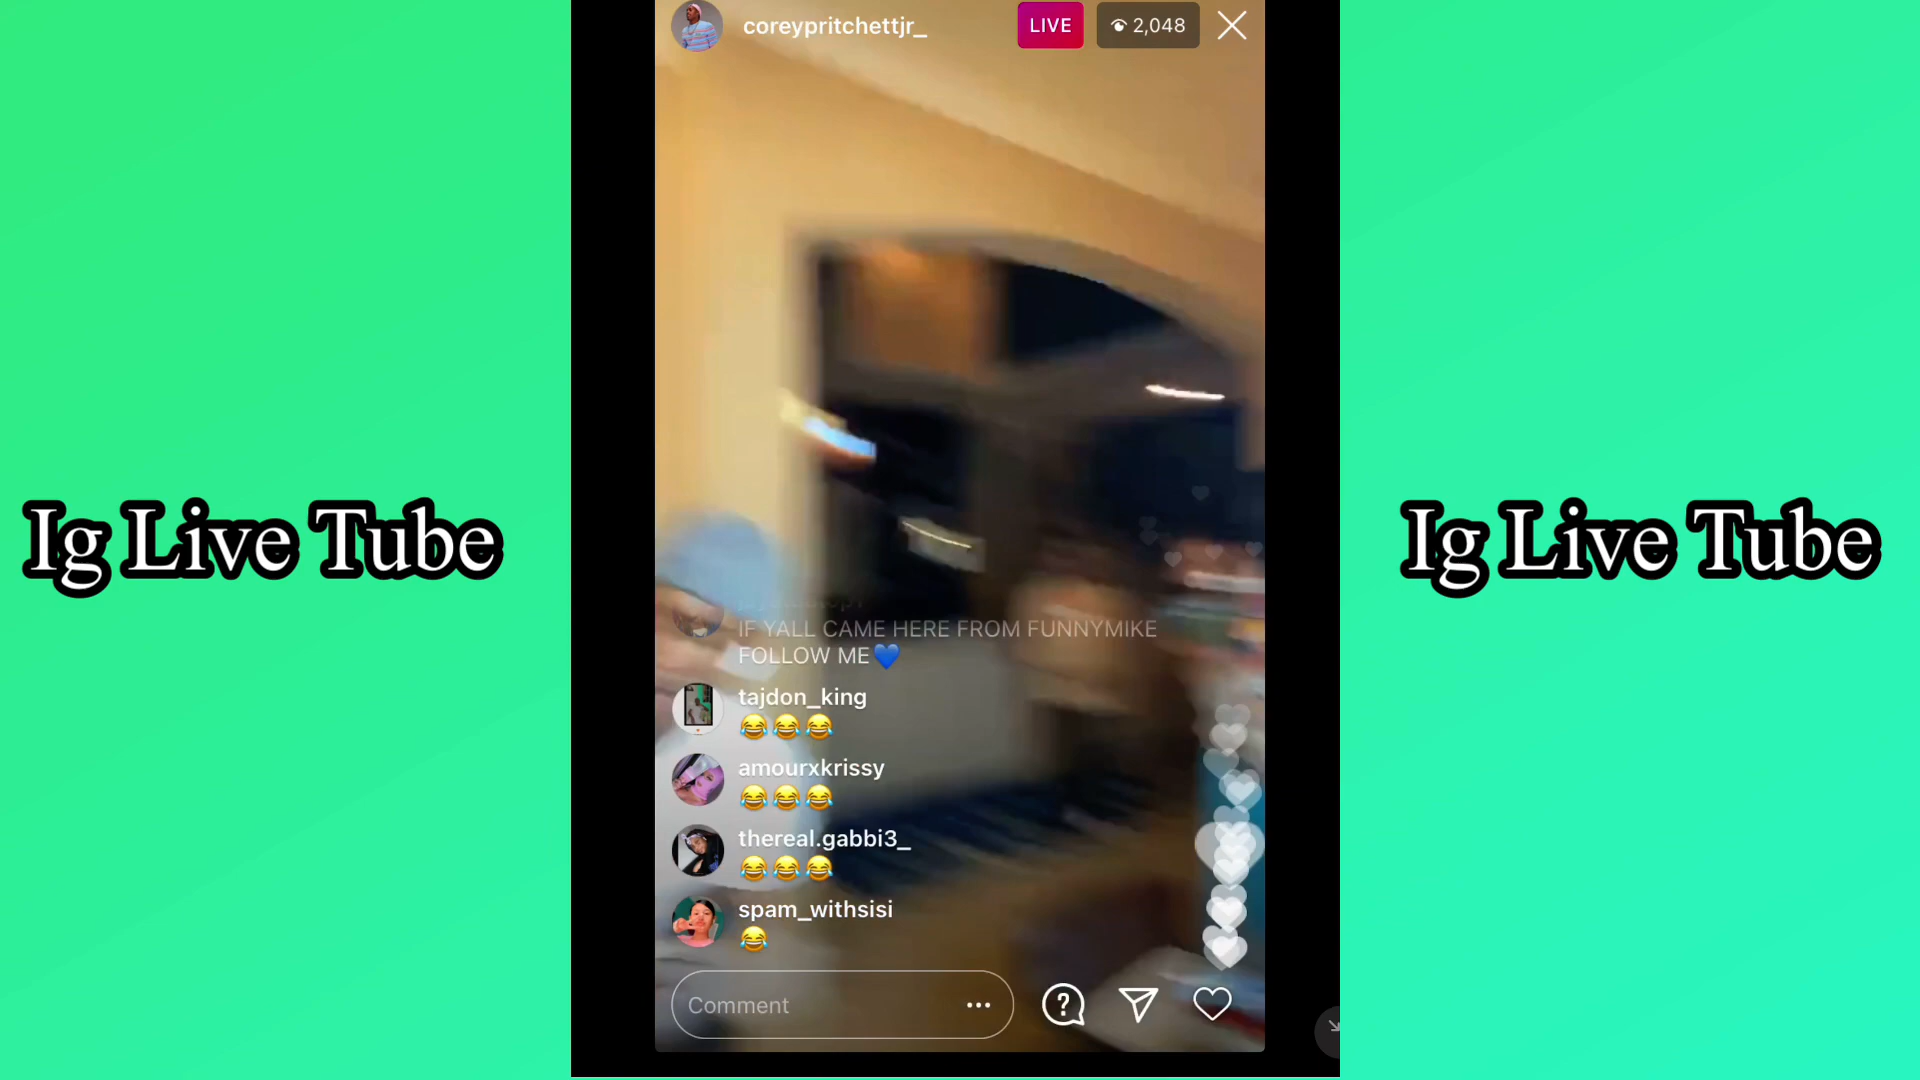 coreypritchettjr_
LIVE
2,048
Ig Live Tube
Ig Live Tube
IF YALL CAME HERE FROM FUNNYMIKE
FOLLOW ME💙
tajdon_king
😂😂😂
amourxkrissy
😂😂😂
thereal.gabbi3_
😂😂😂
spam_withsisi
😂
Comment